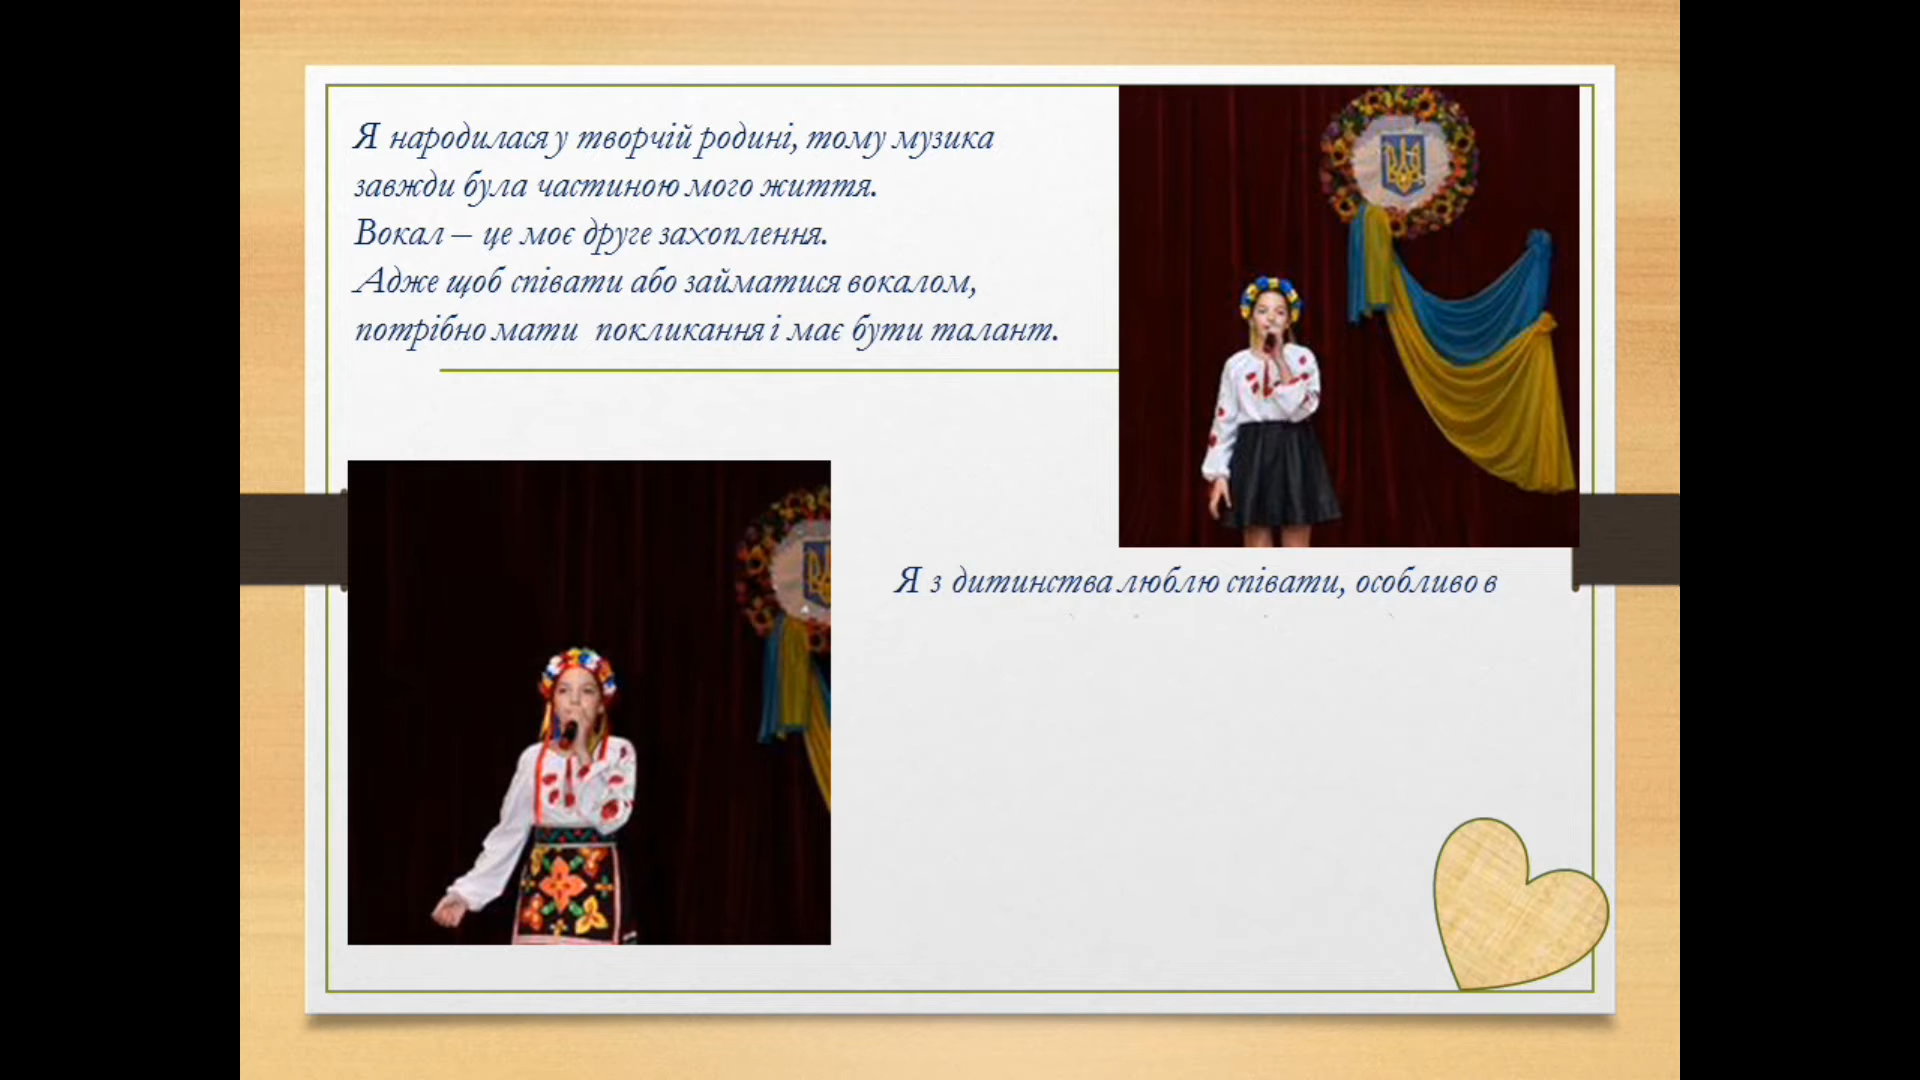 Я народилася у творчій родині, тому музика
завжди була частиною мого життя.
Вокал – це моє друге захоплення.
Адже щоб співати або займатися вокалом,
потрібно мати покликання і має бути талант.
Я з дитинства люблю співати, особливо в